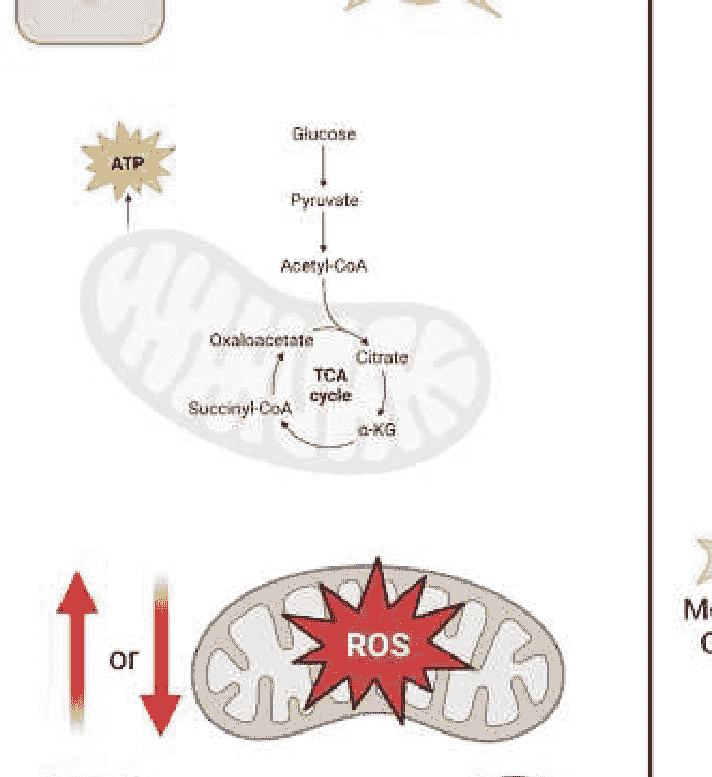 Glucose
ATP
Pyruvate
Acetyl-CoA
Oxaloacetate
Citrate
TCA
cycle
Succinyl-CoA
α-KG
or
ROS